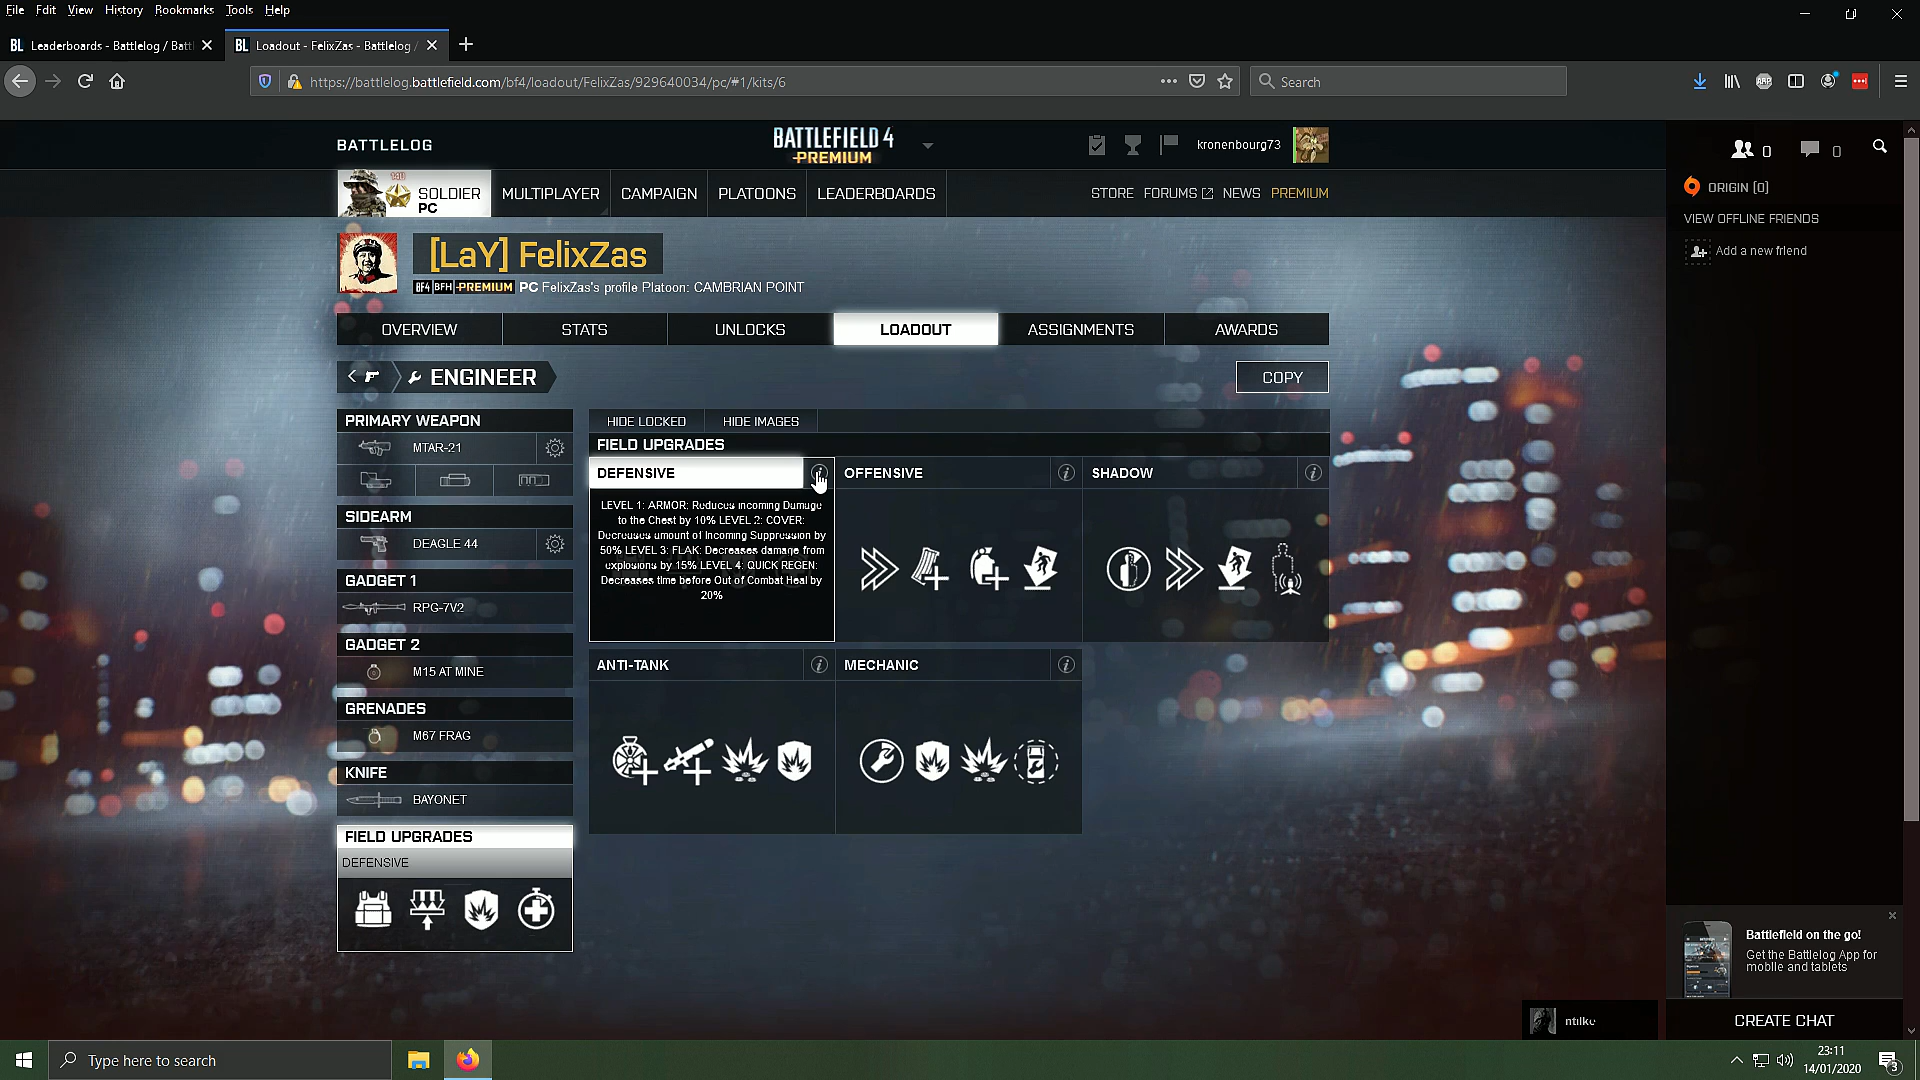 File Edit View History Bookmarks Tools Help
BL Leaderboards - Battlelog / Batt
BL Loadout - FelixZas - Battlelog /
https://battlelog.battlefield.com/bf4/loadout/FelixZas/929640034/pc/#1/kits/6
Search
BATTLELOG
BATTLEFIELD 4
PREMIUM
kronenbourg73
0
0
140
SOLDIER
PC
MULTIPLAYER
CAMPAIGN
PLATOONS
LEADERBOARDS
STORE FORUMS NEWS PREMIUM
ORIGIN (0)
VIEW OFFLINE FRIENDS
Add a new friend
[LaY] FelixZas
BF4 BFH PREMIUM PC FelixZas's profile Platoon: CAMBRIAN POINT
OVERVIEW
STATS
UNLOCKS
LOADOUT
ASSIGNMENTS
AWARDS
ENGINEER
COPY
PRIMARY WEAPON
MTAR-21
SIDEARM
DEAGLE 44
GADGET 1
RPG-7V2
GADGET 2
M15 AT MINE
GRENADES
M67 FRAG
KNIFE
BAYONET
FIELD UPGRADES
DEFENSIVE
HIDE LOCKED
HIDE IMAGES
FIELD UPGRADES
DEFENSIVE
LEVEL 1: ARMOR: Reduces Incoming Damage
to the Chest by 10% LEVEL 2: COVER:
Decreases amount of Incoming Suppression by
50% LEVEL 3: FLAK: Decreases damage from
explosions by 15% LEVEL 4: QUICK REGEN:
Decreases time before Out of Combat Heal by
20%
OFFENSIVE
SHADOW
ANTI-TANK
MECHANIC
Battlefield on the go!
Get the Battlelog App for
mobile and tablets
ntilke
CREATE CHAT
Type here to search
23:11
14/01/2020
3